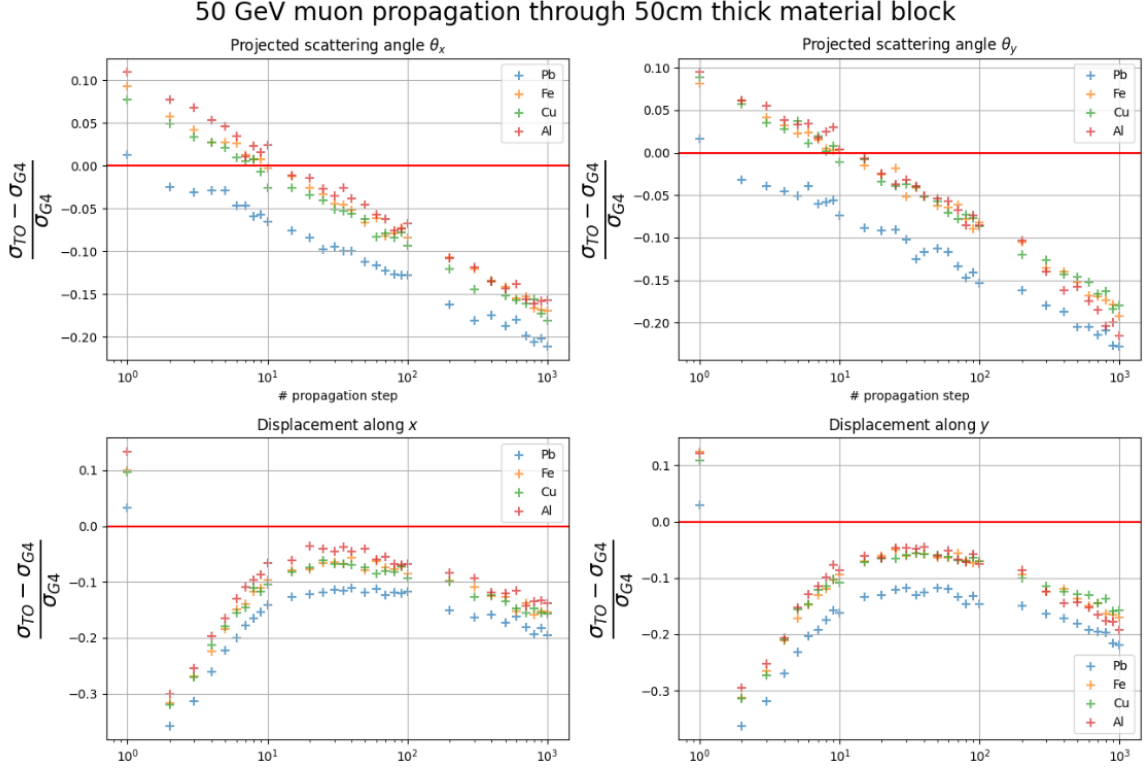 50 GeV muon propagation through 50cm thick material block
Projected scattering angle θx
0.10
0.05
0.00
−0.05
−0.10
−0.15
−0.20
σTO − σG4
σG4
Pb
Fe
Cu
Al
10^0
10^1
10^2
10^3
# propagation step
Projected scattering angle θy
0.10
0.05
0.00
−0.05
−0.10
−0.15
−0.20
σTO − σG4
σG4
Pb
Fe
Cu
Al
10^0
10^1
10^2
10^3
# propagation step
Displacement along x
0.1
0.0
−0.1
−0.2
−0.3
σTO − σG4
σG4
Pb
Fe
Cu
Al
10^0
10^1
10^2
10^3
Displacement along y
0.1
0.0
−0.1
−0.2
−0.3
σTO − σG4
σG4
Pb
Fe
Cu
Al
10^0
10^1
10^2
10^3